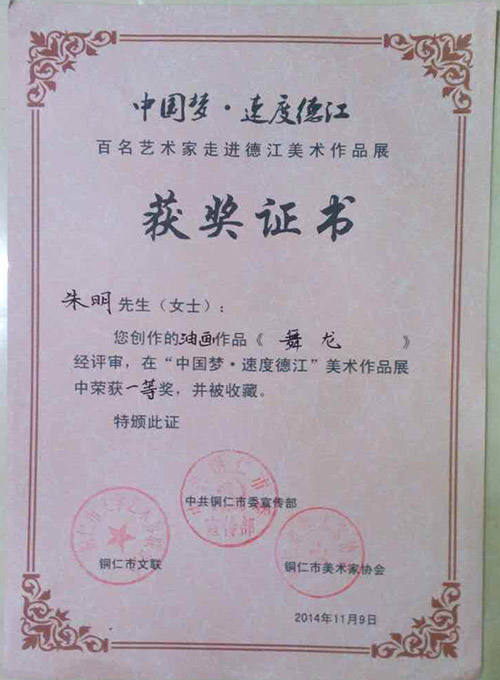 中国梦·速度德江
百名艺术家走进德江美术作品展
获奖证书
朱明先生（女士）：
您创作的油画作品《 舞龙 》
经评审，在“中国梦·速度德江”美术作品展
中荣获一等奖，并被收藏。
特颁此证
中共铜仁市委宣传部
宣传部
铜仁市文联
铜仁市美术家协会
2014年11月9日